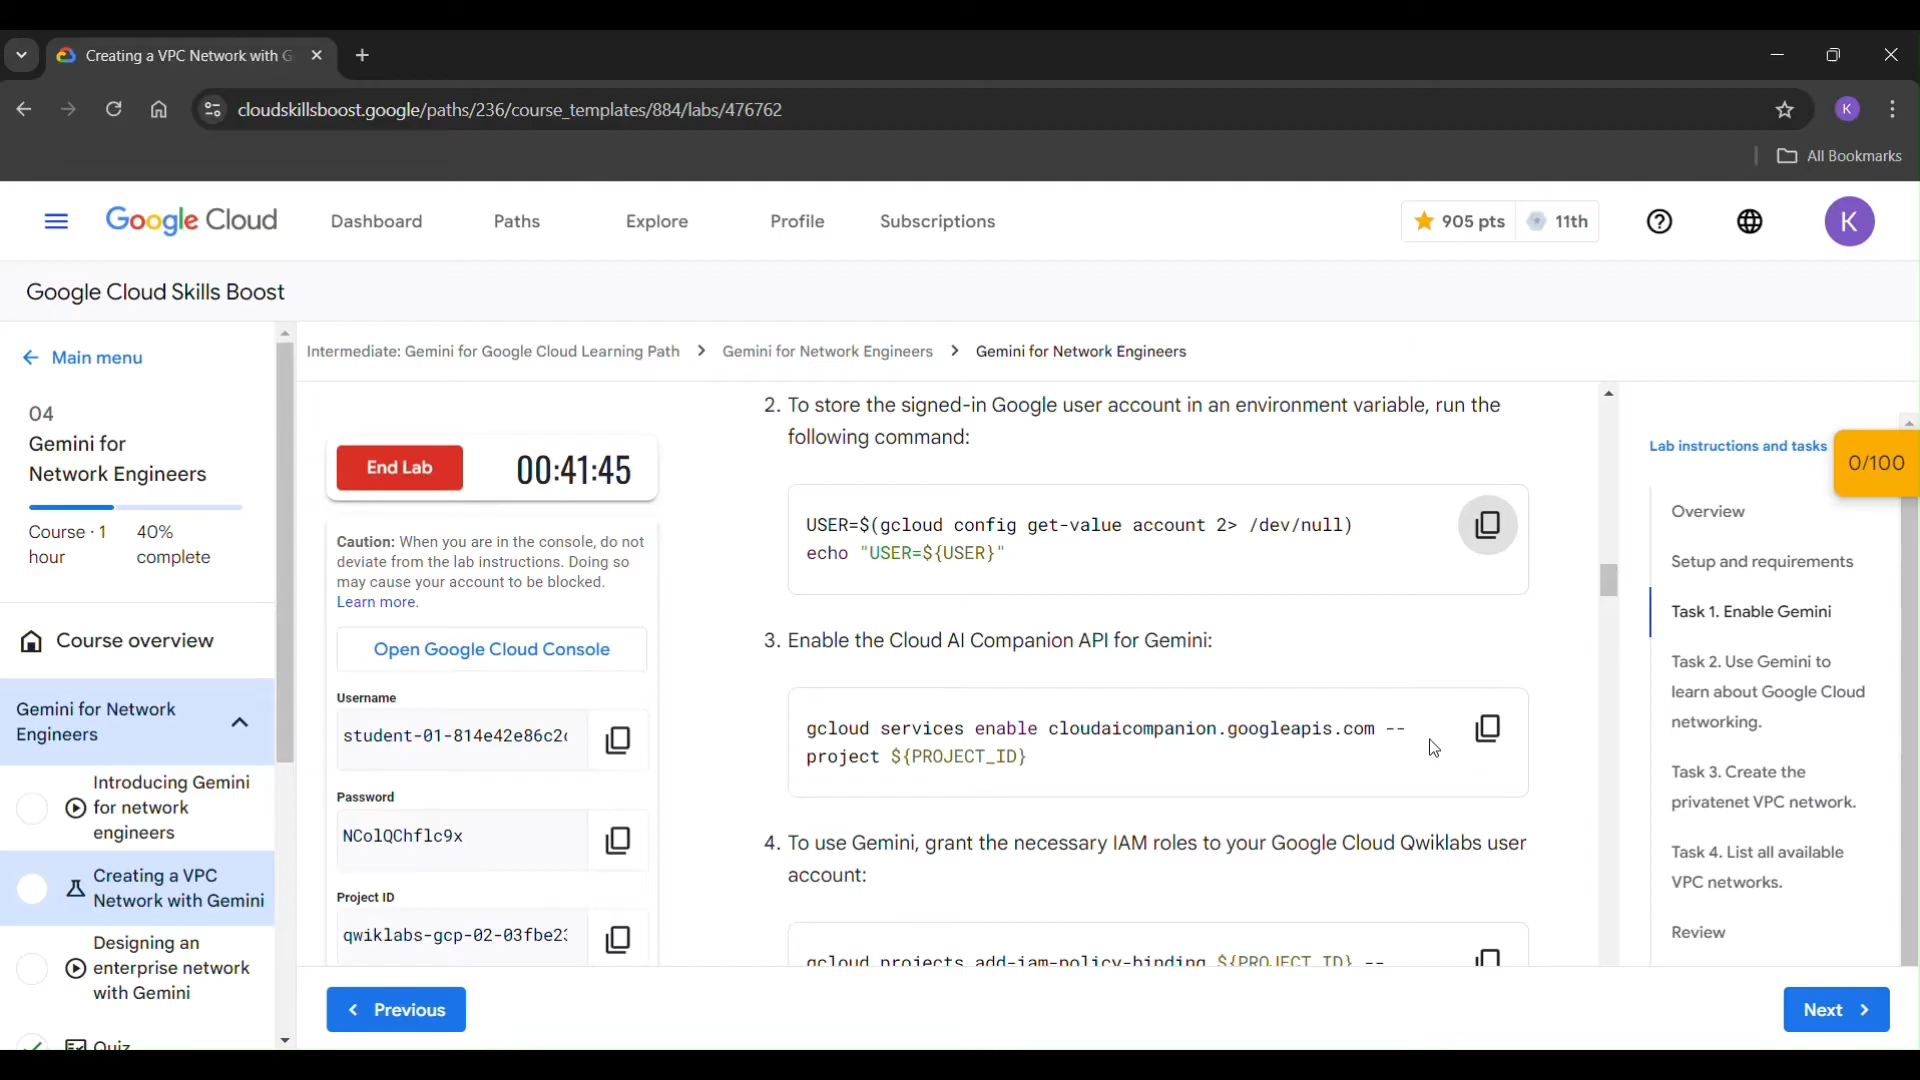 Creating a VPC Network with G
cloudskillsboost.google/paths/236/course_templates/884/labs/476762
K
All Bookmarks
Google Cloud
Dashboard
Paths
Explore
Profile
Subscriptions
905 pts
11th
K
Google Cloud Skills Boost
Main menu
04
Gemini for
Network Engineers
Course · 1
hour
40%
complete
Course overview
Gemini for Network
Engineers
Introducing Gemini
for network
engineers
Creating a VPC
Network with Gemini
Designing an
enterprise network
with Gemini
Quiz
Intermediate: Gemini for Google Cloud Learning Path > Gemini for Network Engineers > Gemini for Network Engineers
End Lab
00:41:45
Caution: When you are in the console, do not
deviate from the lab instructions. Doing so
may cause your account to be blocked.
Learn more.
Open Google Cloud Console
Username
student-01-814e42e86c2
Password
NColQChflc9x
Project ID
qwiklabs-gcp-02-03fbe23
2. To store the signed-in Google user account in an environment variable, run the
following command:
USER=$(gcloud config get-value account 2> /dev/null)
echo "USER=${USER}"
3. Enable the Cloud AI Companion API for Gemini:
gcloud services enable cloudaicompanion.googleapis.com --
project ${PROJECT_ID}
4. To use Gemini, grant the necessary IAM roles to your Google Cloud Qwiklabs user
account:
gcloud projects add-iam-policy-binding ${PROJECT_ID} --
Lab instructions and tasks
0/100
Overview
Setup and requirements
Task 1. Enable Gemini
Task 2. Use Gemini to
learn about Google Cloud
networking.
Task 3. Create the
privatenet VPC network.
Task 4. List all available
VPC networks.
Review
Previous
Next